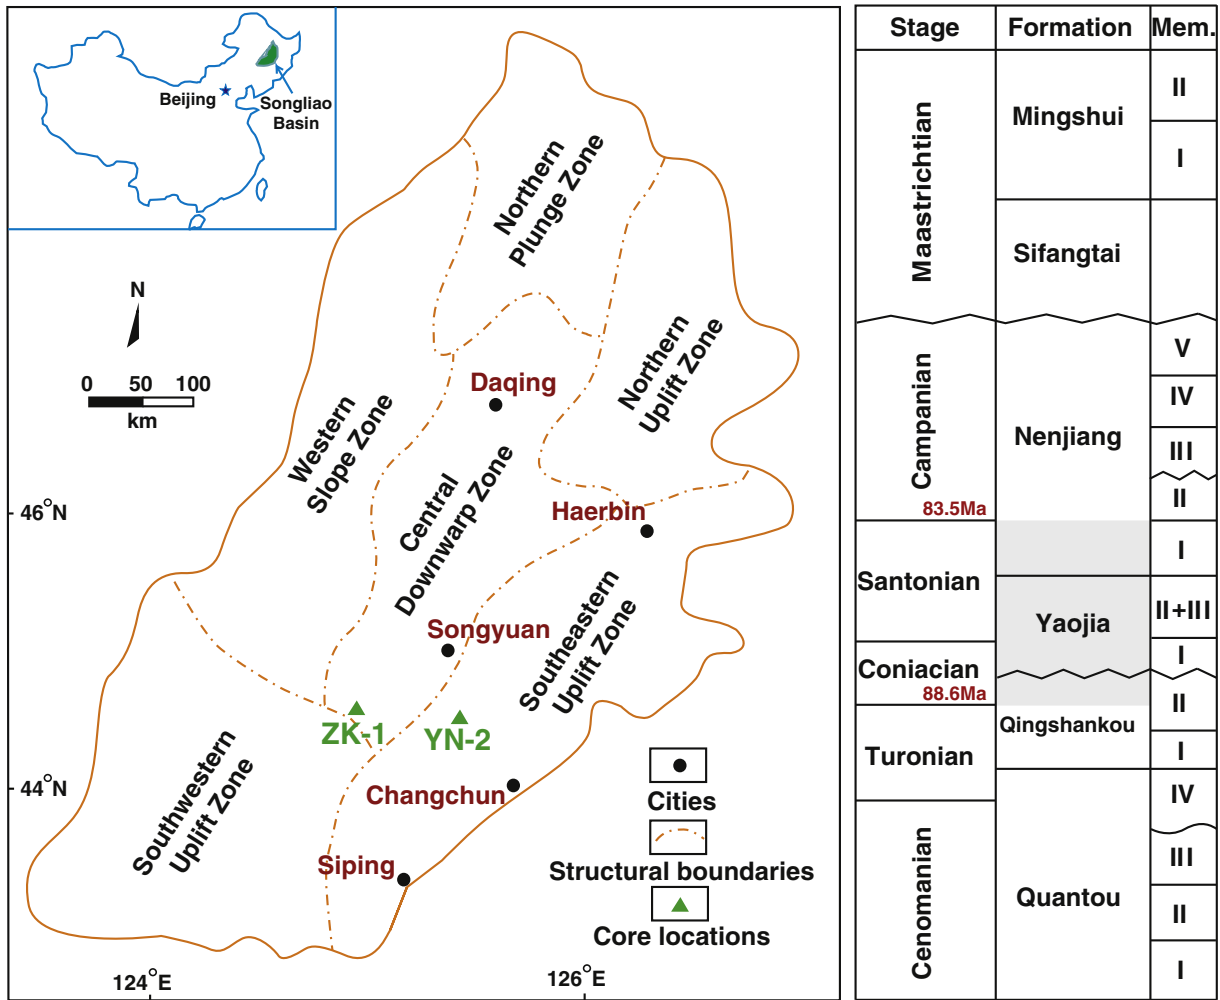 Beijing
Songliao
Basin
N
0 50 100
km
Northern
Plunge Zone
Northern
Uplift Zone
Western
Slope Zone
Daqing
Central
Downwarp Zone
Haerbin
Songyuan
Southeastern
Uplift Zone
ZK-1
YN-2
Southwestern
Uplift Zone
Changchun
Siping
Cities
Structural boundaries
Core locations
46°N
44°N
124°E
126°E
Stage Formation Mem.
Maastrichtian
Mingshui
II
I
Sifangtai
Campanian
83.5Ma
Nenjiang
V
IV
III
II
I
Santonian
Yaojia
II+III
I
Coniacian
88.6Ma
Qingshankou
II
I
Turonian
Cenomanian
Quantou
IV
III
II
I